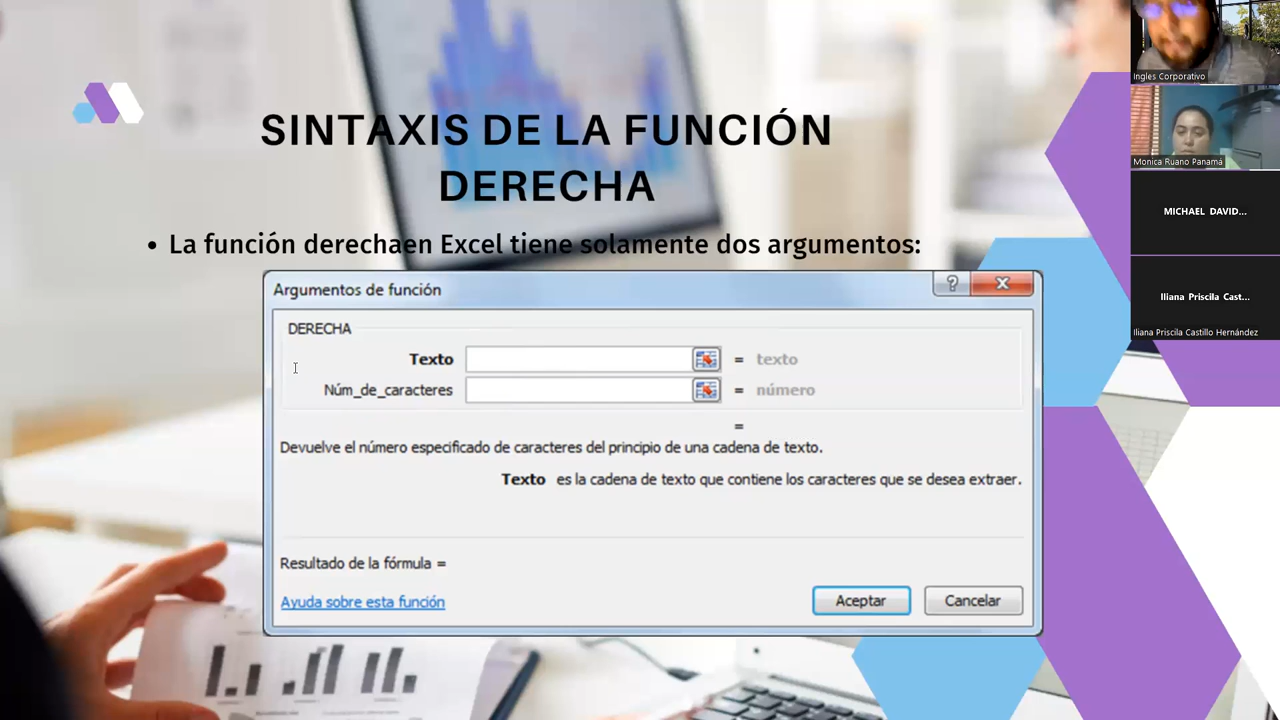 SINTAXIS DE LA FUNCIÓN
DERECHA
• La función derechaen Excel tiene solamente dos argumentos:
Argumentos de función
?
DERECHA
Texto = texto
Núm_de_caracteres = número
=
Devuelve el número especificado de caracteres del principio de una cadena de texto.
Texto es la cadena de texto que contiene los caracteres que se desea extraer.
Resultado de la fórmula =
Ayuda sobre esta función
Aceptar
Cancelar
Ingles Corporativo
Monica Ruano Panamá
MICHAEL DAVID...
Iliana Priscila Cast...
Iliana Priscila Castillo Hernández